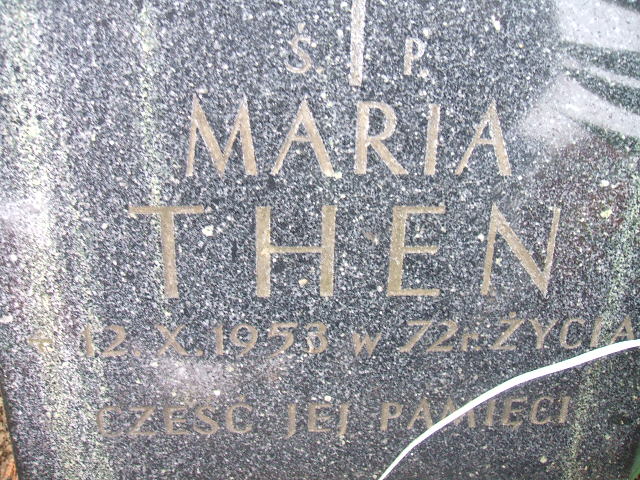 Ś. P.
MARIA
THEN
+ 12. X. 1953 w 72 r. ŻYCIA
CZEŚĆ JEJ PAMIĘCI